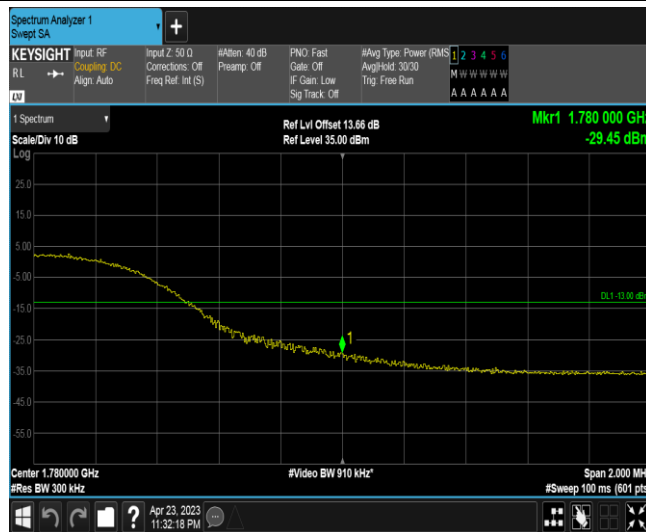 Spectrum Analyzer 1
Swept SA
KEYSIGHT
RL
LXI
Input: RF
Coupling: DC
Align: Auto
Input Z: 50 Ω
Corrections: Off
Freq Ref: Int (S)
#Atten: 40 dB
Preamp: Off
PNO: Fast
Gate: Off
IF Gain: Low
Sig Track: Off
#Avg Type: Power (RMS
Avg|Hold: 30/30
Trig: Free Run
1 2 3 4 5 6
M W W W W W
A A A A A A
1 Spectrum
Scale/Div 10 dB
Ref Lvl Offset 13.66 dB
Ref Level 35.00 dBm
Mkr1 1.780 000 GHz
-29.45 dBm
Log
25.0
15.0
5.00
-5.00
-15.0
-25.0
-35.0
-45.0
-55.0
1
DL1 -13.00 dBm
Center 1.780000 GHz
#Res BW 300 kHz
#Video BW 910 kHz*
Span 2.000 MH
#Sweep 100 ms (601 pts
Apr 23, 2023
11:32:18 PM